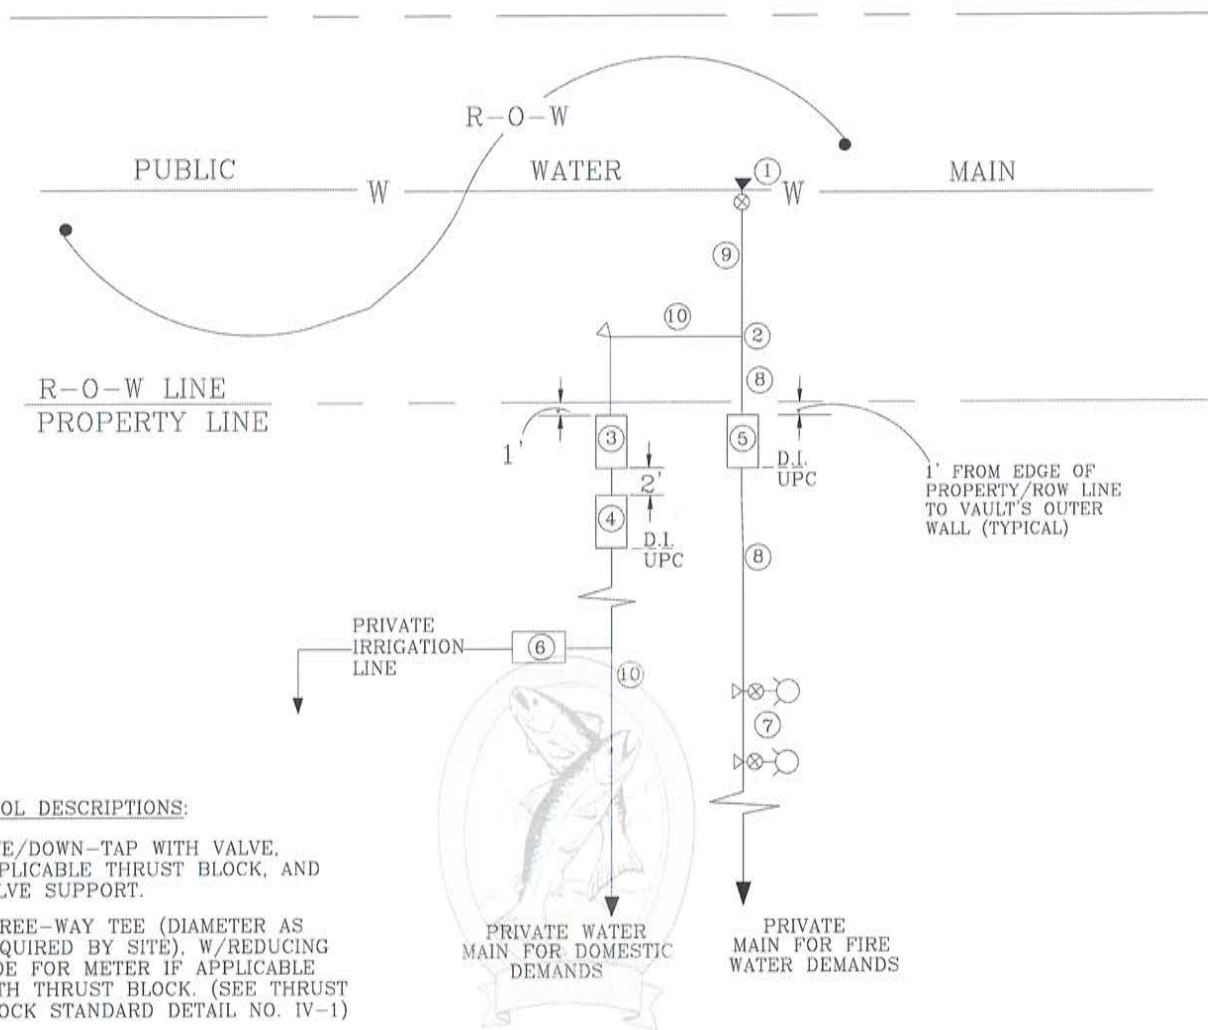 R-O-W
PUBLIC
WATER
MAIN
W
W
1
9
10
2
8
R-O-W LINE
PROPERTY LINE
1'
3
5
2'
D.I.
UPC
4
D.I.
UPC
1' FROM EDGE OF
PROPERTY/ROW LINE
TO VAULT'S OUTER
WALL (TYPICAL)
8
PRIVATE
IRRIGATION
LINE
6
10
7
OL DESCRIPTIONS:
E/DOWN-TAP WITH VALVE,
PLICABLE THRUST BLOCK, AND
LVE SUPPORT.
REE-WAY TEE (DIAMETER AS
QUIRED BY SITE), W/REDUCING
DE FOR METER IF APPLICABLE
TH THRUST BLOCK. (SEE THRUST
OCK STANDARD DETAIL NO. IV-1)
PRIVATE WATER
MAIN FOR DOMESTIC
DEMANDS
PRIVATE
MAIN FOR FIRE
WATER DEMANDS